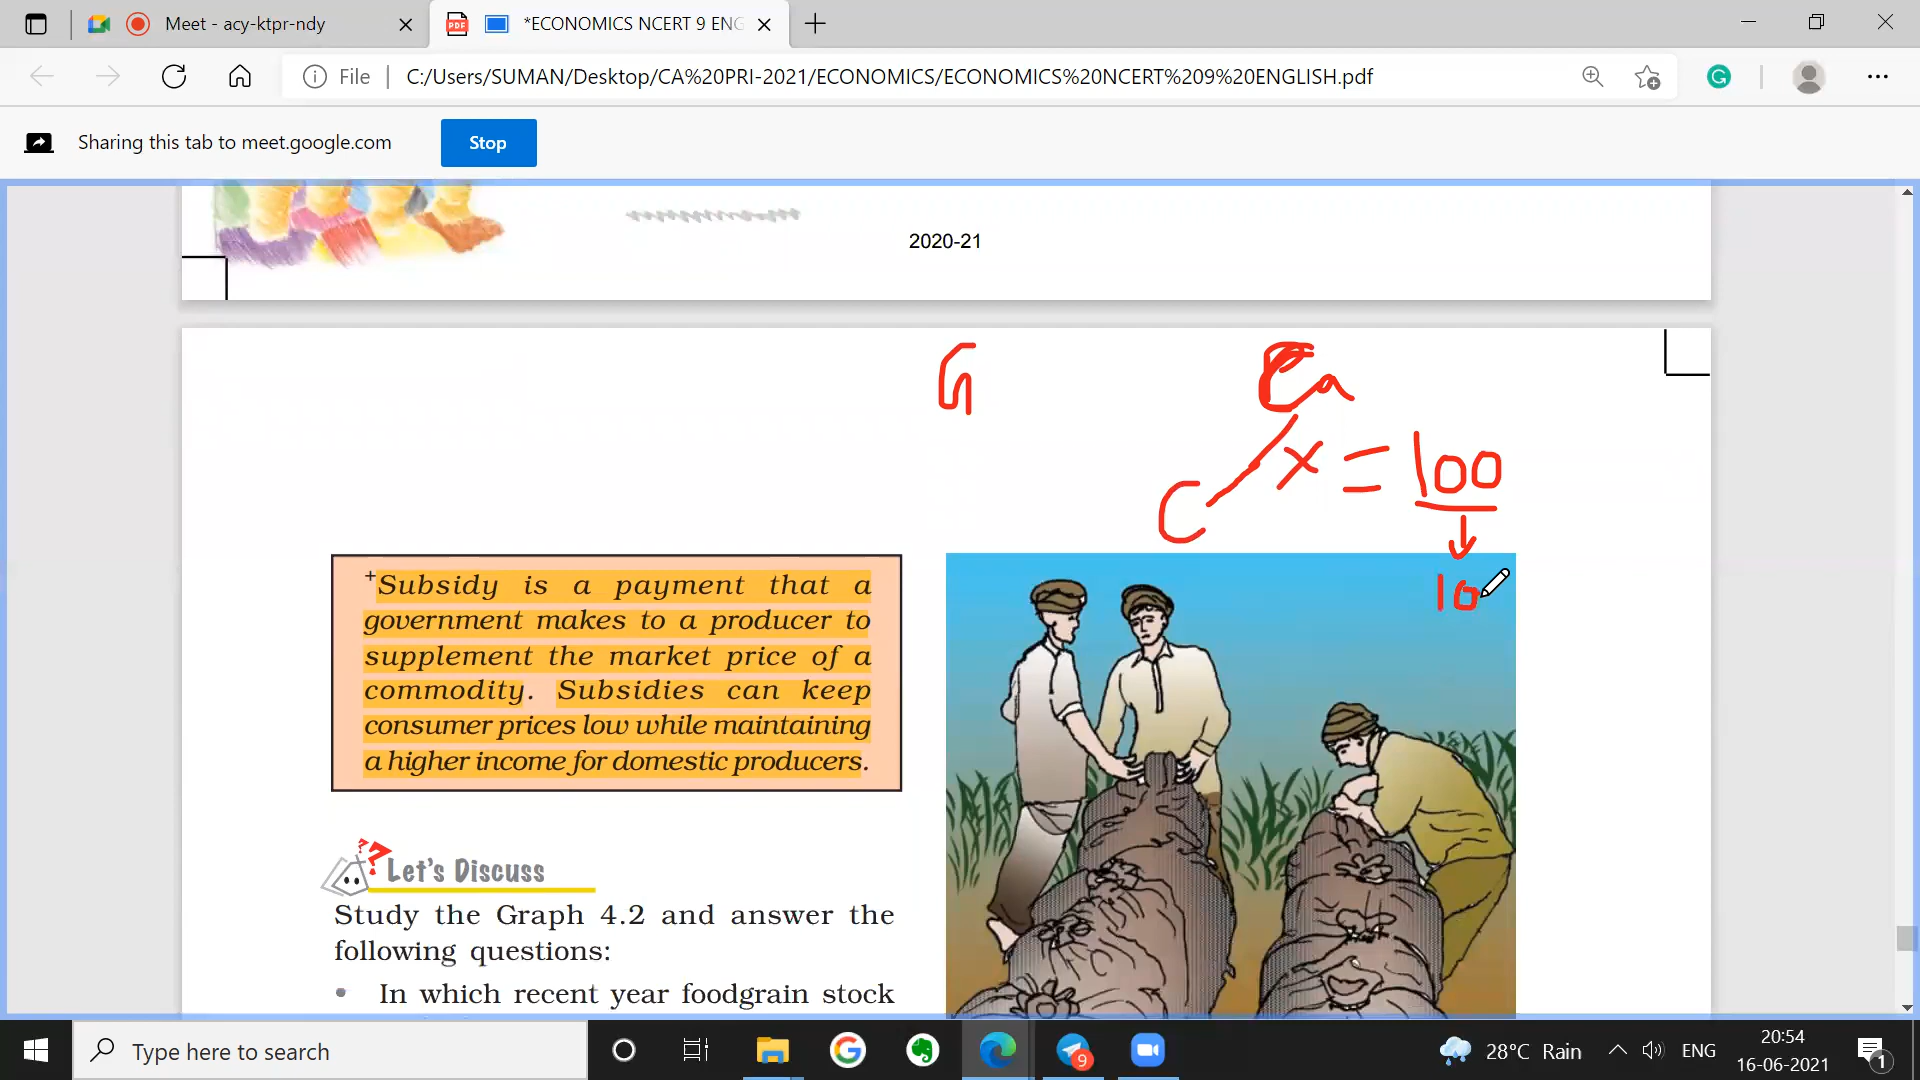 Meet - acy-ktpr-ndy
*ECONOMICS NCERT 9 ENG
File
C:/Users/SUMAN/Desktop/CA%20PRI-2021/ECONOMICS/ECONOMICS%20NCERT%209%20ENGLISH.pdf
Sharing this tab to meet.google.com
Stop
2020-21
G
x = 100
C
10
+Subsidy is a payment that a
government makes to a producer to
supplement the market price of a
commodity. Subsidies can keep
consumer prices low while maintaining
a higher income for domestic producers.
Let's Discuss
Study the Graph 4.2 and answer the
following questions:
• In which recent year foodgrain stock
Type here to search
9
28°C Rain
ENG
20:54
16-06-2021
1